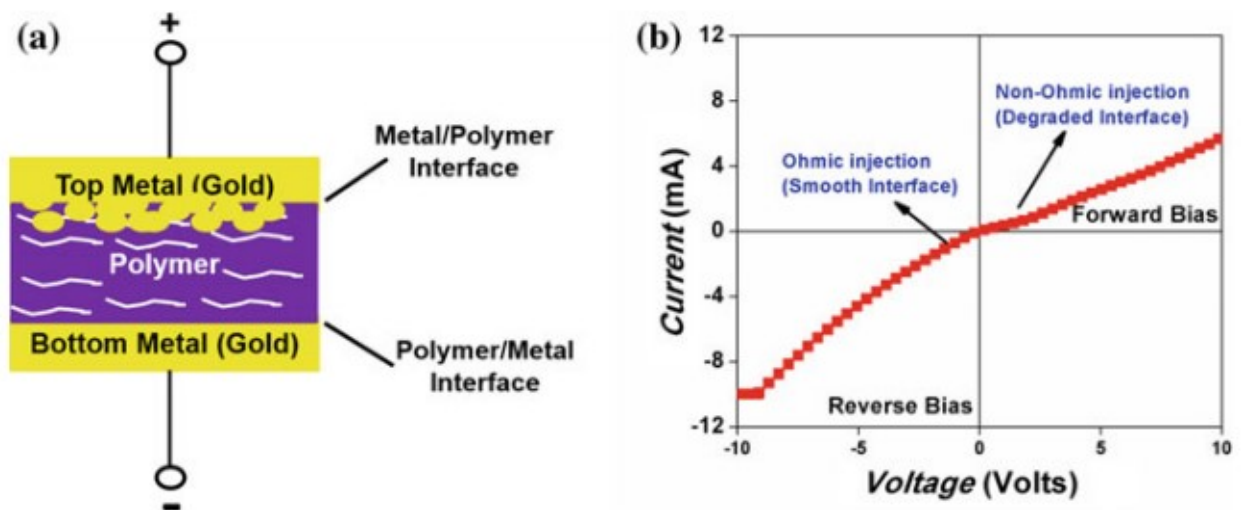 (a)
+
Metal/Polymer
Interface
Top Metal (Gold)
Polymer
Bottom Metal (Gold)
Polymer/Metal
Interface
-
(b)
12
8
4
0
-4
-8
-12
Current (mA)
Non-Ohmic injection
(Degraded Interface)
Ohmic injection
(Smooth Interface)
Forward Bias
Reverse Bias
-10
-5
0
5
10
Voltage (Volts)